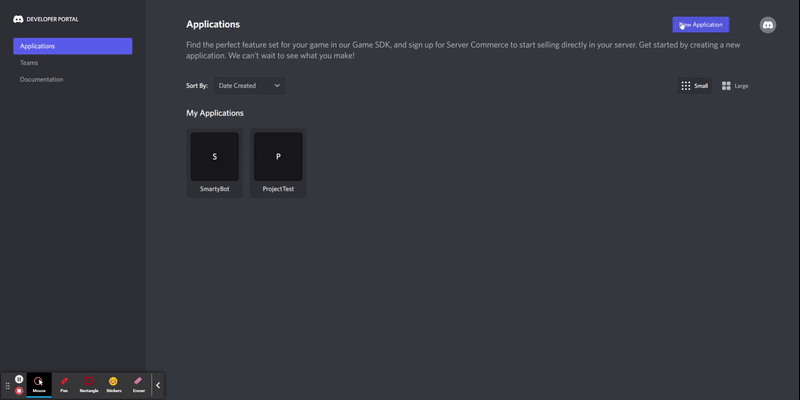 DEVELOPER PORTAL
Applications
Teams
Documentation
Applications
New Application
Find the perfect feature set for your game in our Game SDK, and sign up for Server Commerce to start selling directly in your server. Get started by creating a new
application. We can't wait to see what you make!
Sort By:
Date Created
Small
Large
My Applications
S
P
SmartyBot
ProjectTest
Mouse
Pen
Rectangle
Stickers
Eraser